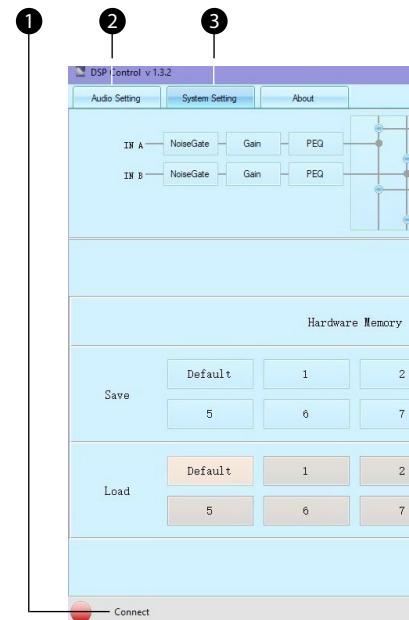 1 2 3
DSP Control v 1.3.2
Audio Setting System Setting About
IN A NoiseGate Gain PEQ
IN B NoiseGate Gain PEQ
Hardware Memory
Default 1 2
Save
5 6 7
Default 1 2
Load
5 6 7
Connect